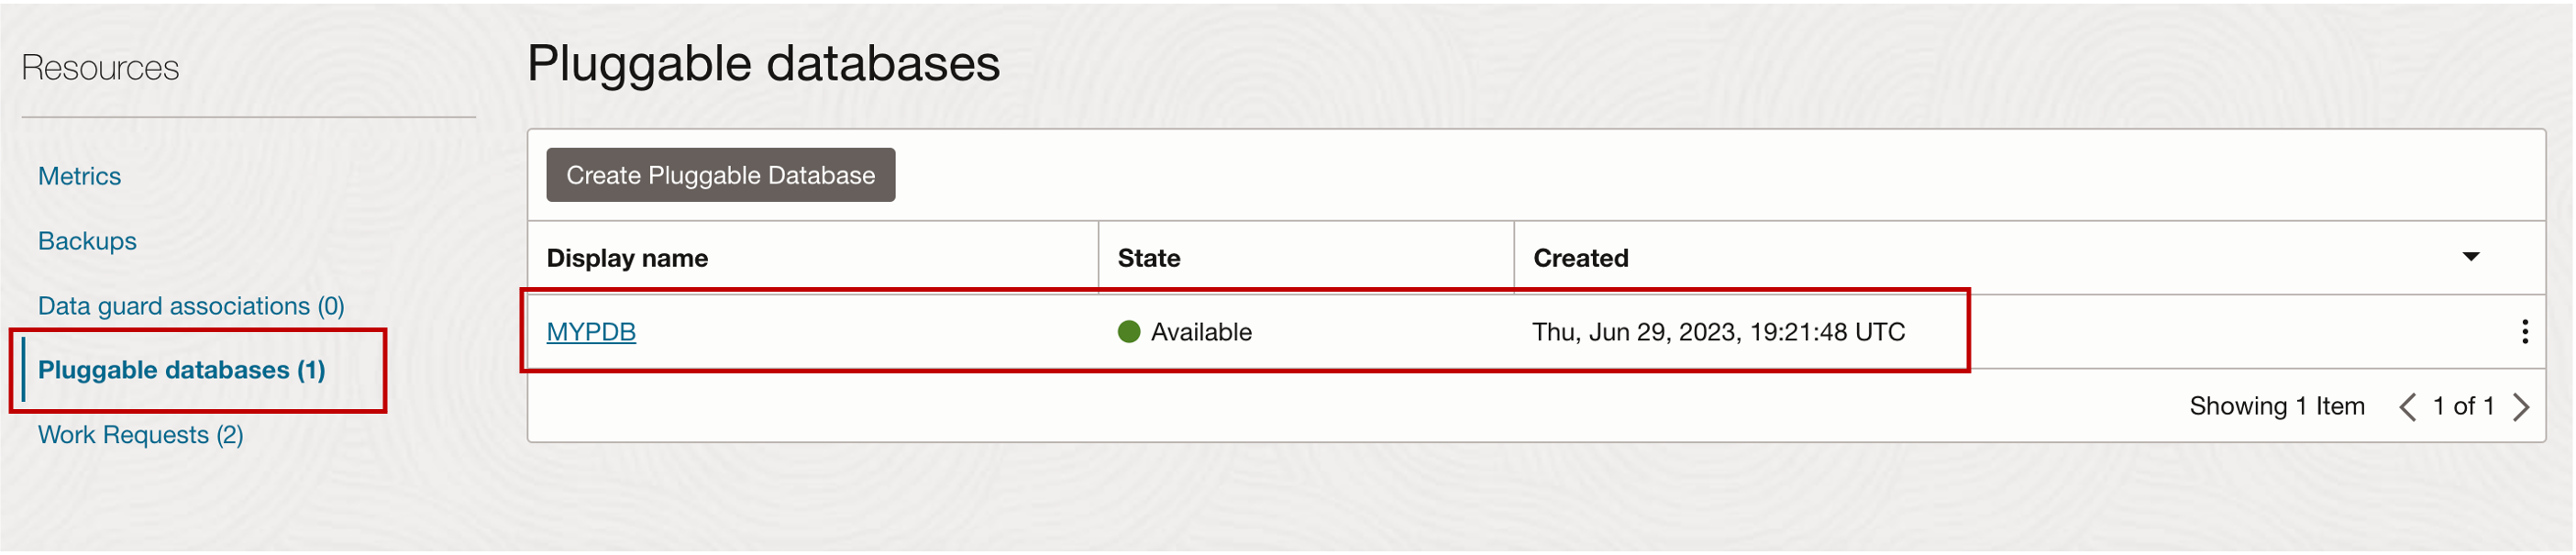 Resources
Metrics
Backups
Data guard associations (0)
Pluggable databases (1)
Work Requests (2)
Pluggable databases
Create Pluggable Database
Display name State Created
MYPDB Available Thu, Jun 29, 2023, 19:21:48 UTC
Showing 1 Item 1 of 1